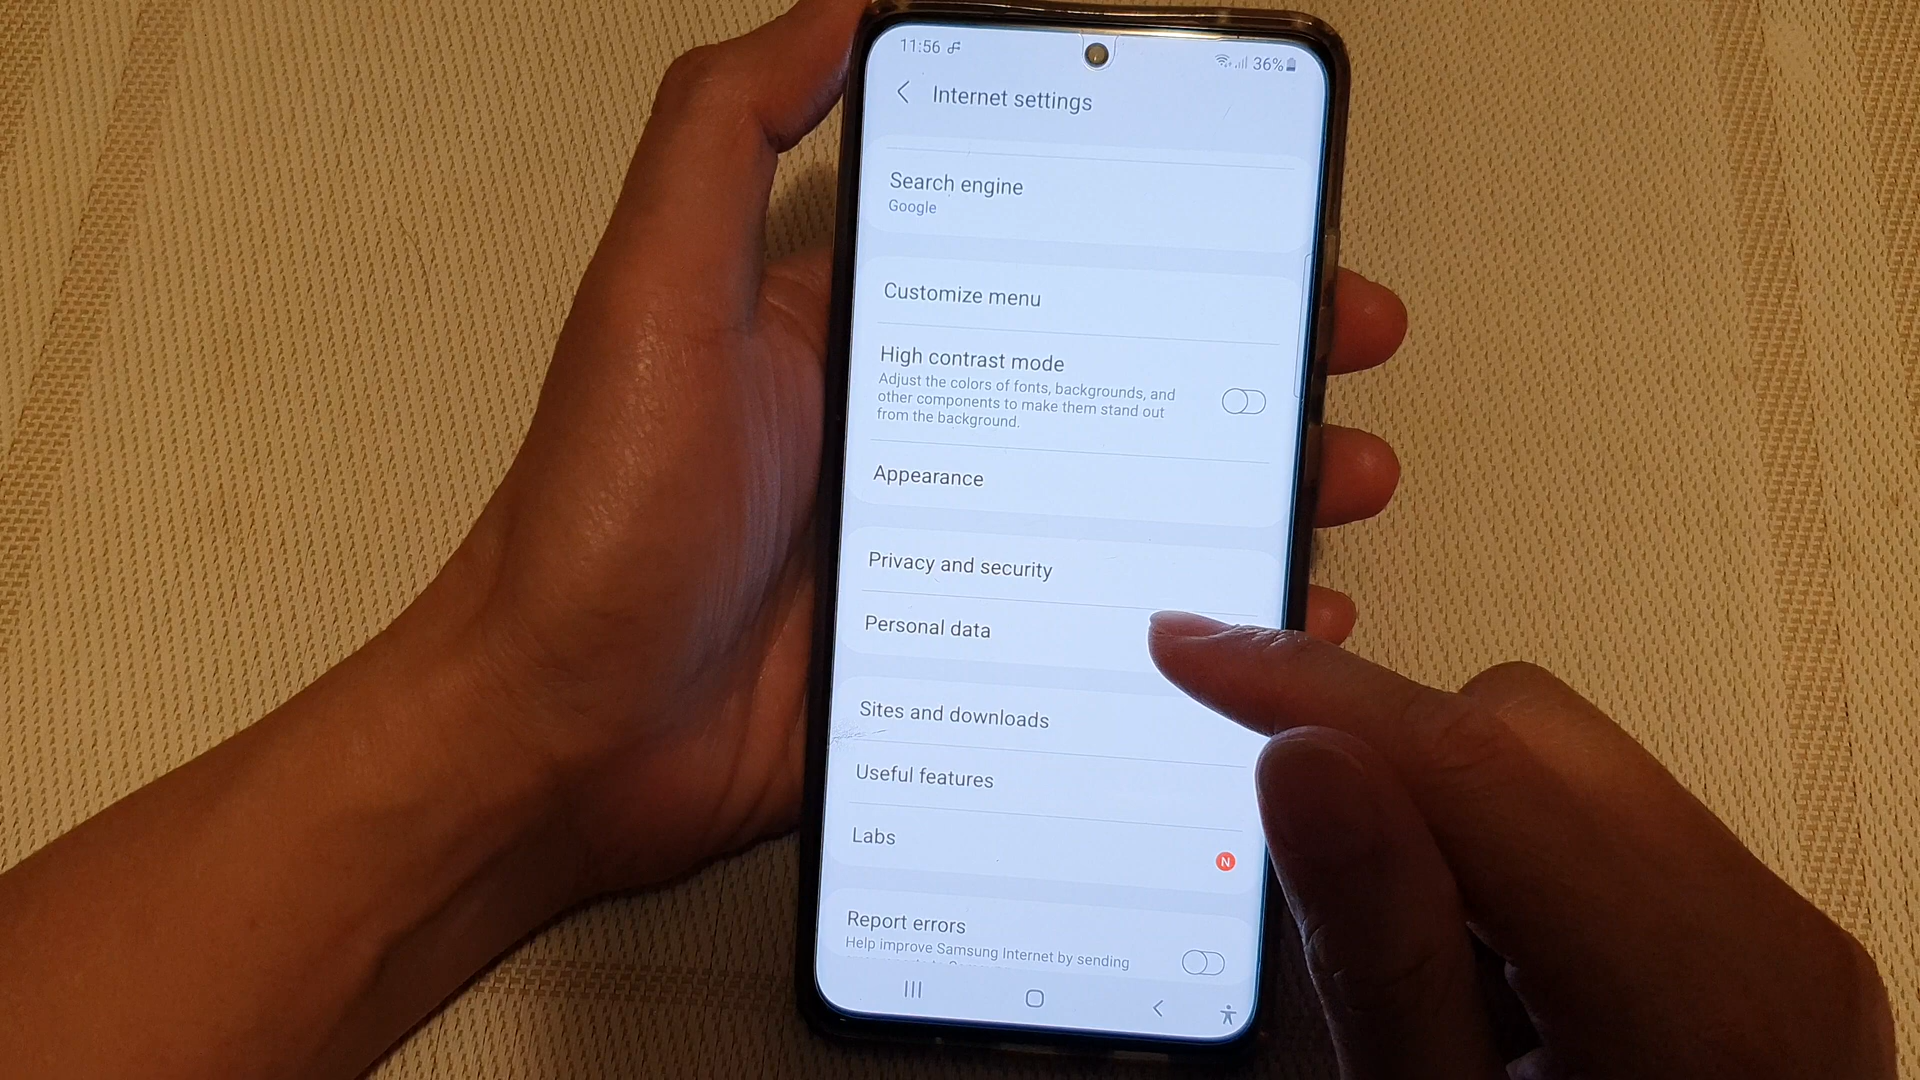 11:56
36%
Internet settings
Search engine
Google
Customize menu
High contrast mode
Adjust the colors of fonts, backgrounds, and
other components to make them stand out
from the background.
Appearance
Privacy and security
Personal data
Sites and downloads
Useful features
Labs
N
Report errors
Help improve Samsung Internet by sending